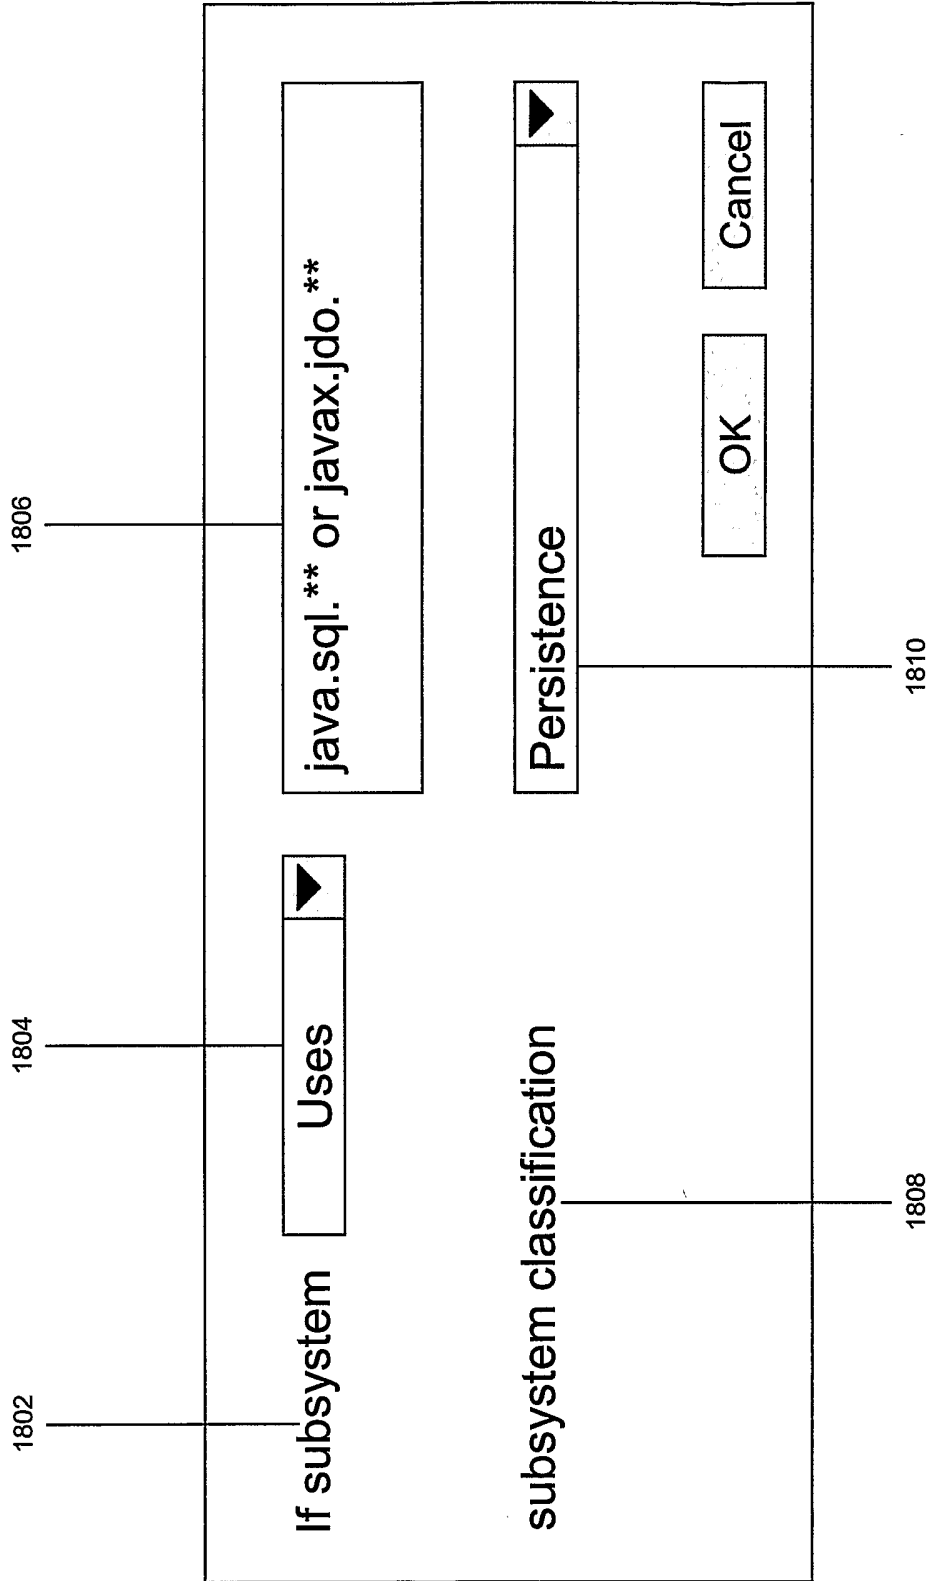 1802
1804
1806
If subsystem
Uses
java.sql.** or javax.jdo.**
subsystem classification
Persistence
OK
Cancel
1808
1810